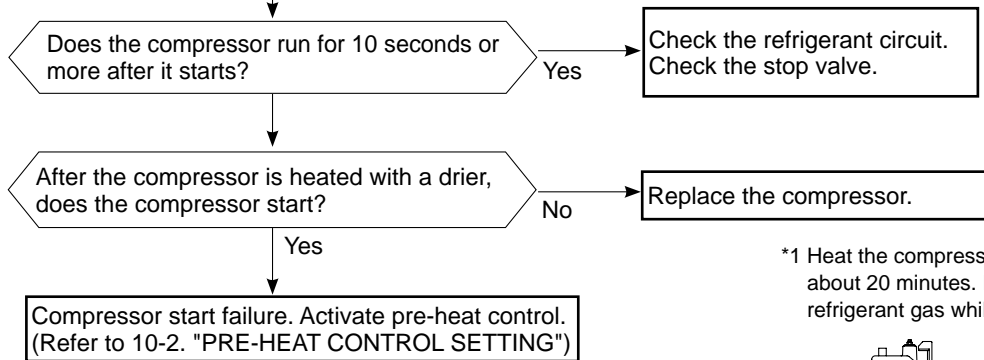 Does the compressor run for 10 seconds or
more after it starts?
Yes
Check the refrigerant circuit.
Check the stop valve.
After the compressor is heated with a drier,
does the compressor start?
No
Replace the compressor.
Yes
*1 Heat the compress
about 20 minutes.
refrigerant gas whil
Compressor start failure. Activate pre-heat control.
(Refer to 10-2. "PRE-HEAT CONTROL SETTING")